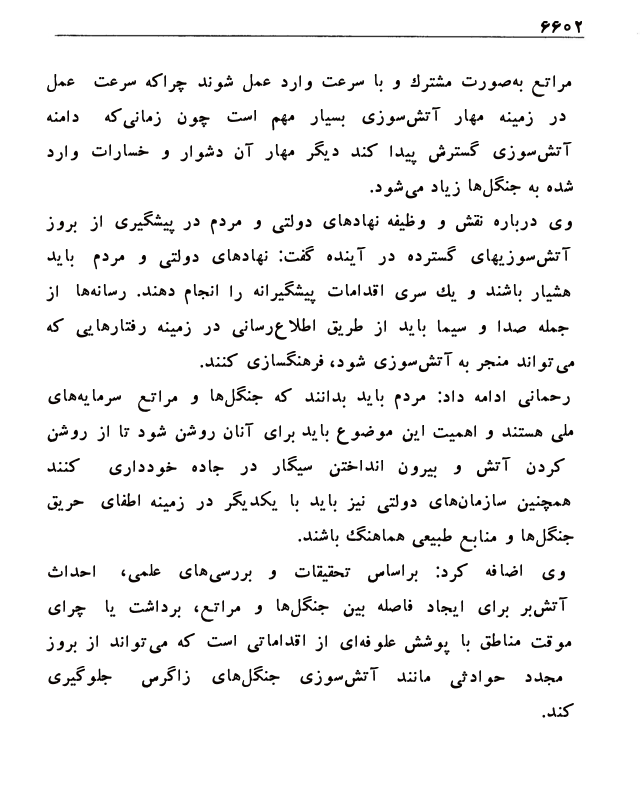 ۶۶۰۲
مراتع به‌صورت مشترك و با سرعت وارد عمل شوند چراکه سرعت عمل
در زمینه مهار آتش‌سوزی بسیار مهم است چون زمانی‌که دامنه
آتش‌سوزی گسترش پیدا کند دیگر مهار آن دشوار و خسارات وارد
شده به جنگل‌ها زیاد می‌شود.
وی درباره نقش و وظیفه نهادهای دولتی و مردم در پیشگیری از بروز
آتش‌سوزیهای گسترده در آینده گفت: نهادهای دولتی و مردم باید
هشیار باشند و یك سری اقدامات پیشگیرانه را انجام دهند. رسانه‌ها از
جمله صدا و سیما باید از طریق اطلاع‌رسانی در زمینه رفتارهایی که
می‌تواند منجر به آتش‌سوزی شود، فرهنگسازی کنند.
رحمانی ادامه داد: مردم باید بدانند که جنگل‌ها و مراتع سرمایه‌های
ملی هستند و اهمیت این موضوع باید برای آنان روشن شود تا از روشن
کردن آتش و بیرون انداختن سیگار در جاده خودداری کنند
همچنین سازمان‌های دولتی نیز باید با یکدیگر در زمینه اطفای حریق
جنگل‌ها و منابع طبیعی هماهنگ باشند.
وی اضافه کرد: براساس تحقیقات و بررسی‌های علمی، احداث
آتش‌بر برای ایجاد فاصله بین جنگل‌ها و مراتع، برداشت یا چرای
موقت مناطق با پوشش علوفه‌ای از اقداماتی است که می‌تواند از بروز
مجدد حوادثی مانند آتش‌سوزی جنگل‌های زاگرس جلوگیری
کند.